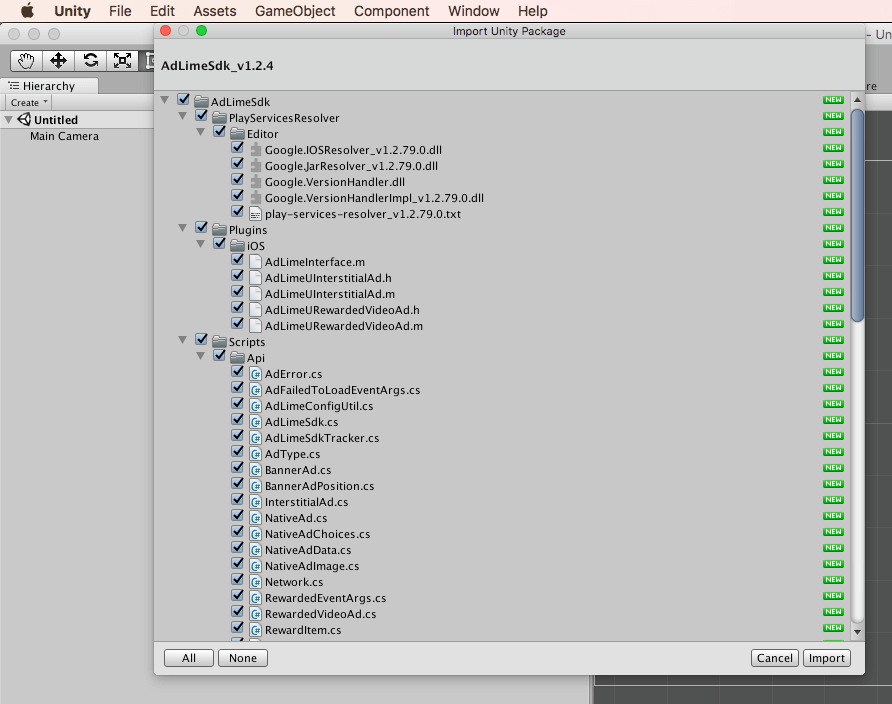 Unity File Edit Assets GameObject Component Window Help
Import Unity Package
- Un
AdLimeSdk_v1.2.4
Hierarchy
re
Create
Untitled
Main Camera
AdLimeSdk NEW
PlayServicesResolver NEW
Editor NEW
Google.IOSResolver_v1.2.79.0.dll NEW
Google.JarResolver_v1.2.79.0.dll NEW
Google.VersionHandler.dll NEW
Google.VersionHandlerImpl_v1.2.79.0.dll NEW
play-services-resolver_v1.2.79.0.txt NEW
Plugins NEW
iOS NEW
AdLimeInterface.m NEW
AdLimeUInterstitialAd.h NEW
AdLimeUInterstitialAd.m NEW
AdLimeURewardedVideoAd.h NEW
AdLimeURewardedVideoAd.m NEW
Scripts NEW
Api NEW
AdError.cs NEW
AdFailedToLoadEventArgs.cs NEW
AdLimeConfigUtil.cs NEW
AdLimeSdk.cs NEW
AdLimeSdkTracker.cs NEW
AdType.cs NEW
BannerAd.cs NEW
BannerAdPosition.cs NEW
InterstitialAd.cs NEW
NativeAd.cs NEW
NativeAdChoices.cs NEW
NativeAdData.cs NEW
NativeAdImage.cs NEW
Network.cs NEW
RewardedEventArgs.cs NEW
RewardedVideoAd.cs NEW
RewardItem.cs NEW
All None Cancel Import